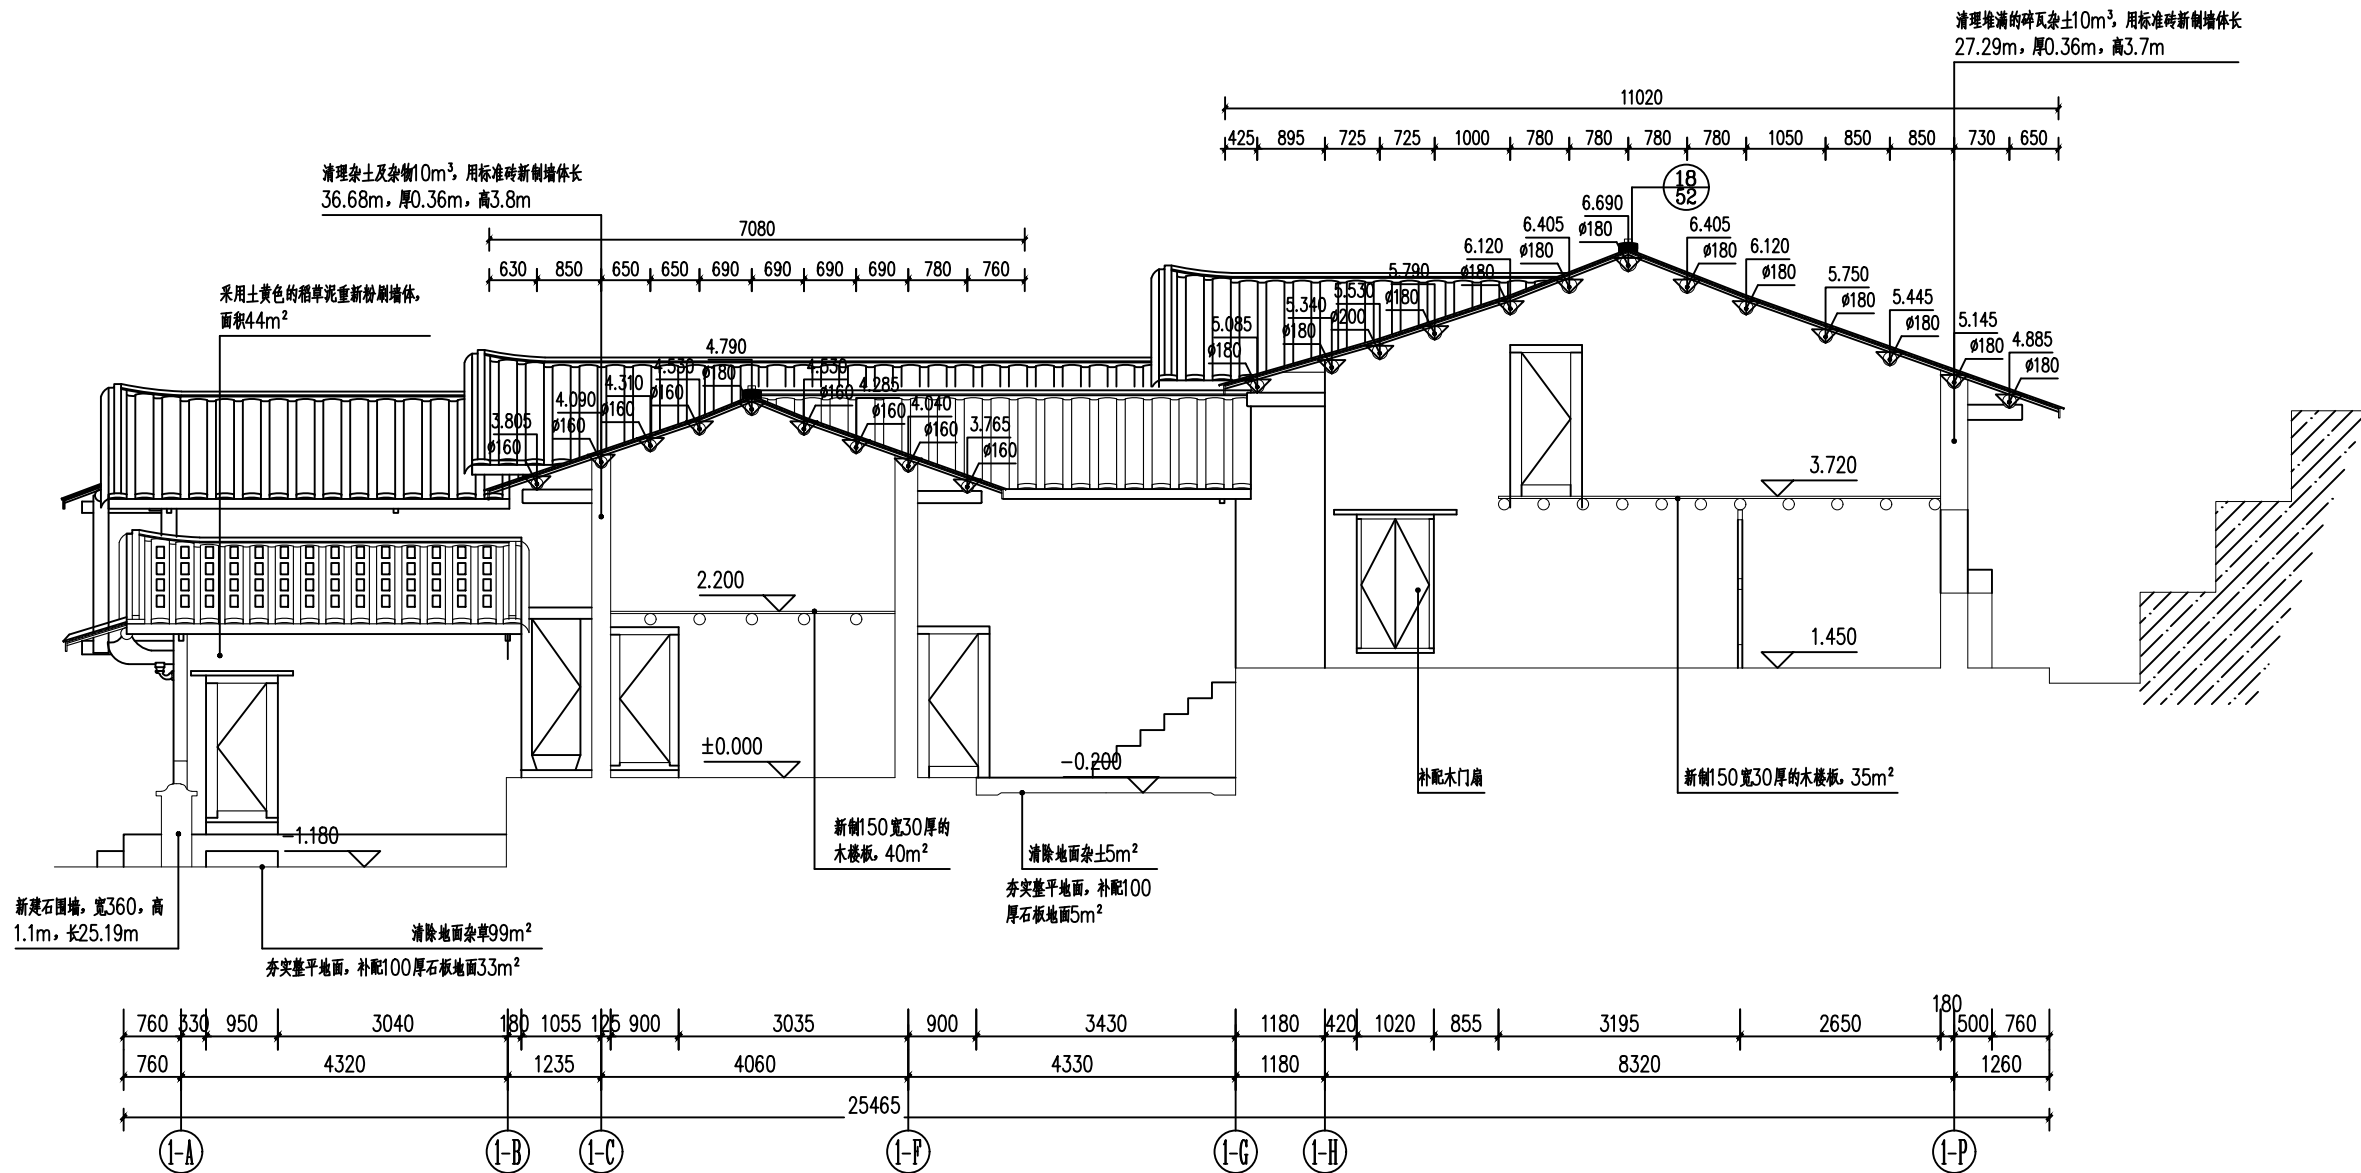 清理堆满的碎瓦杂土10m³，用标准砖新制墙体长
27.29m，厚0.36m，高3.7m
11020
425 895 725 725 1000 780 780 780 780 1050 850 850 730 650
清理杂土及杂物10m³，用标准砖新制墙体长
36.68m，厚0.36m，高3.8m
18
52
7080
630 850 650 650 690 690 690 690 780 760
采用土黄色的稻草泥重新粉刷墙体，
面积44m²
5.085 5.340 5.530 5.790 6.120 6.405 6.690 6.405 6.120 5.750 5.445 5.145 4.885
ø180 ø180 ø200 ø180 ø180 ø180 ø180 ø180 ø180 ø180 ø180 ø180 ø180
3.805 4.090 4.310 4.530 4.790 4.530 4.285 4.040 3.765
ø160 ø160 ø160 ø160 ø180 ø160 ø160 ø160 ø160
3.720
2.200
1.450
±0.000
-0.200
-1.180
补配木门扇
新制150宽30厚的木楼板，35m²
新制150宽30厚的
木楼板，40m²
清除地面杂土5m²
夯实整平地面，补配100
厚石板地面5m²
新建石围墙，宽360，高
1.1m，长25.19m
清除地面杂草99m²
夯实整平地面，补配100厚石板地面33m²
760 330 950 3040 180 1055 125 900 3035 900 3430 1180 420 1020 855 3195 2650 180 500 760
760 4320 1235 4060 4330 1180 8320 1260
25465
1-A 1-B 1-C 1-F 1-G 1-H 1-P